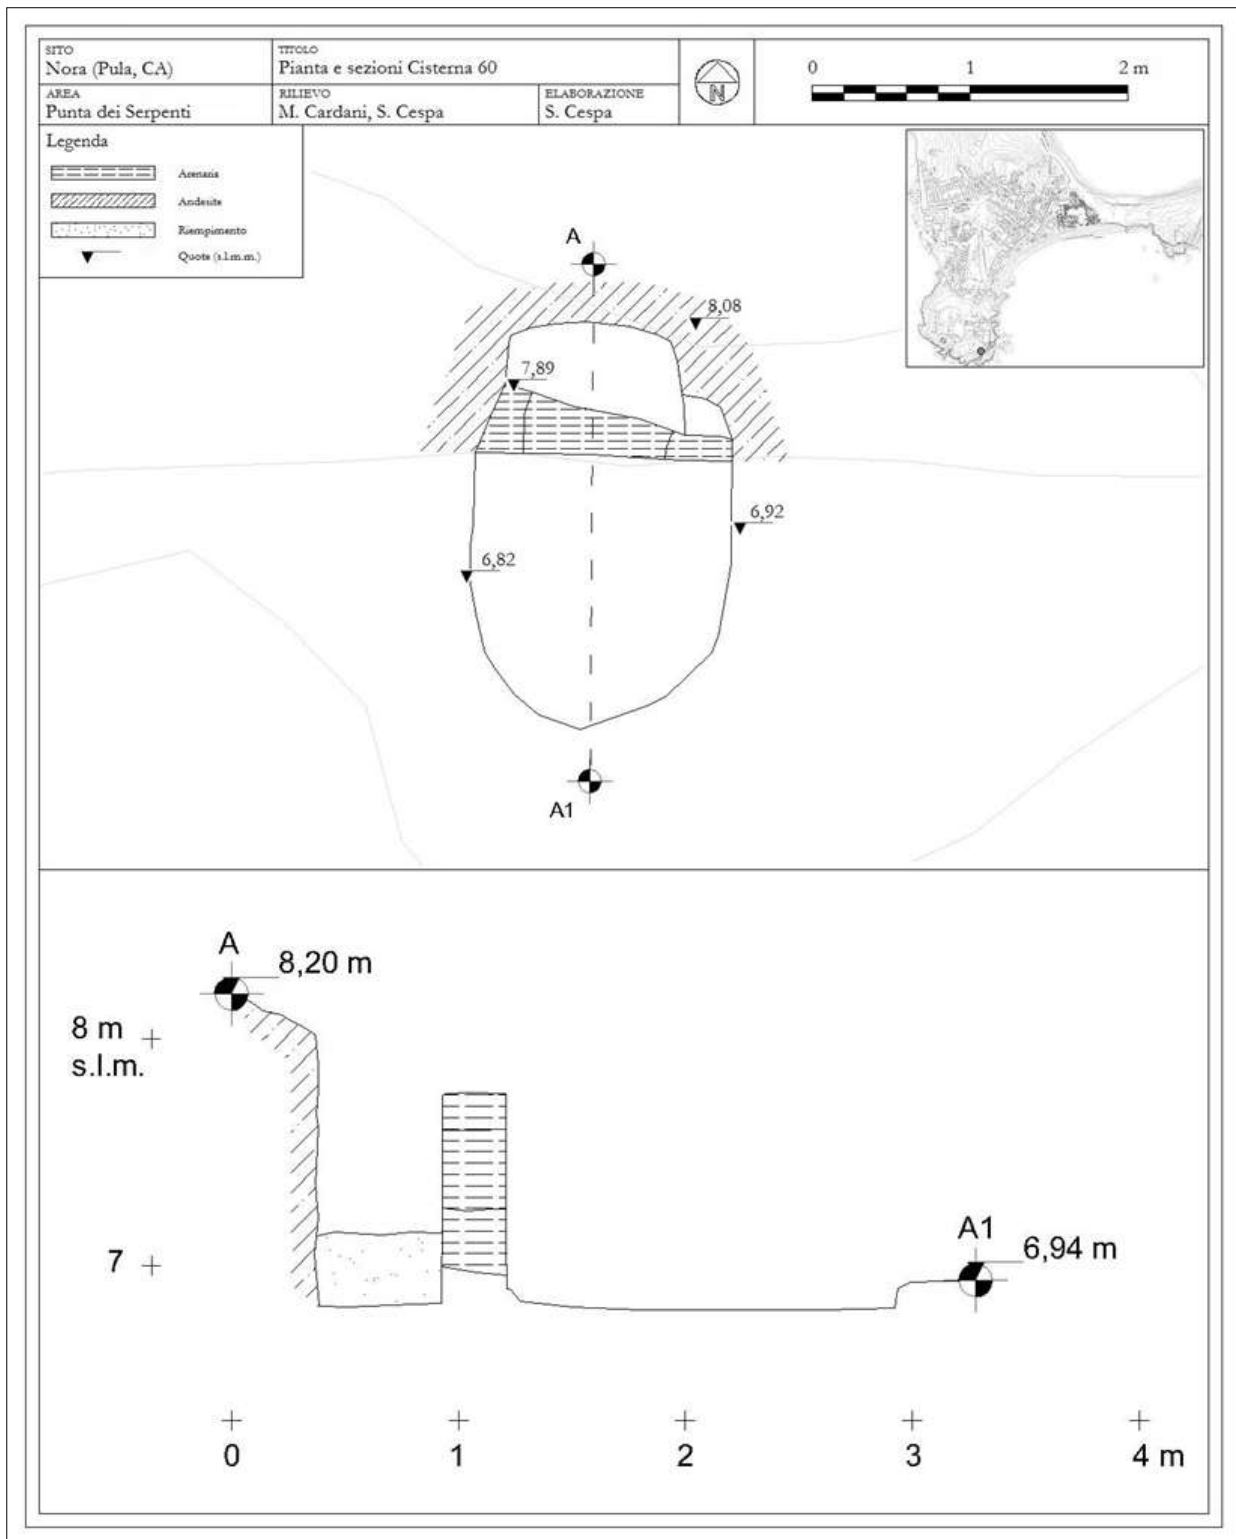 SITO
Nora (Pula, CA)
TITOLO
Pianta e sezioni Cisterna 60
AREA
Punta dei Serpenti
RILIEVO
M. Cardani, S. Cespa
ELABORAZIONE
S. Cespa
N
0 1 2 m
Legenda
Arenaria
Andesite
Riempimento
Quote (s.l.m.m.)
A
8,08
7,89
6,92
6,82
A1
A
8,20 m
8 m
s.l.m.
7
A1
6,94 m
0 1 2 3 4 m